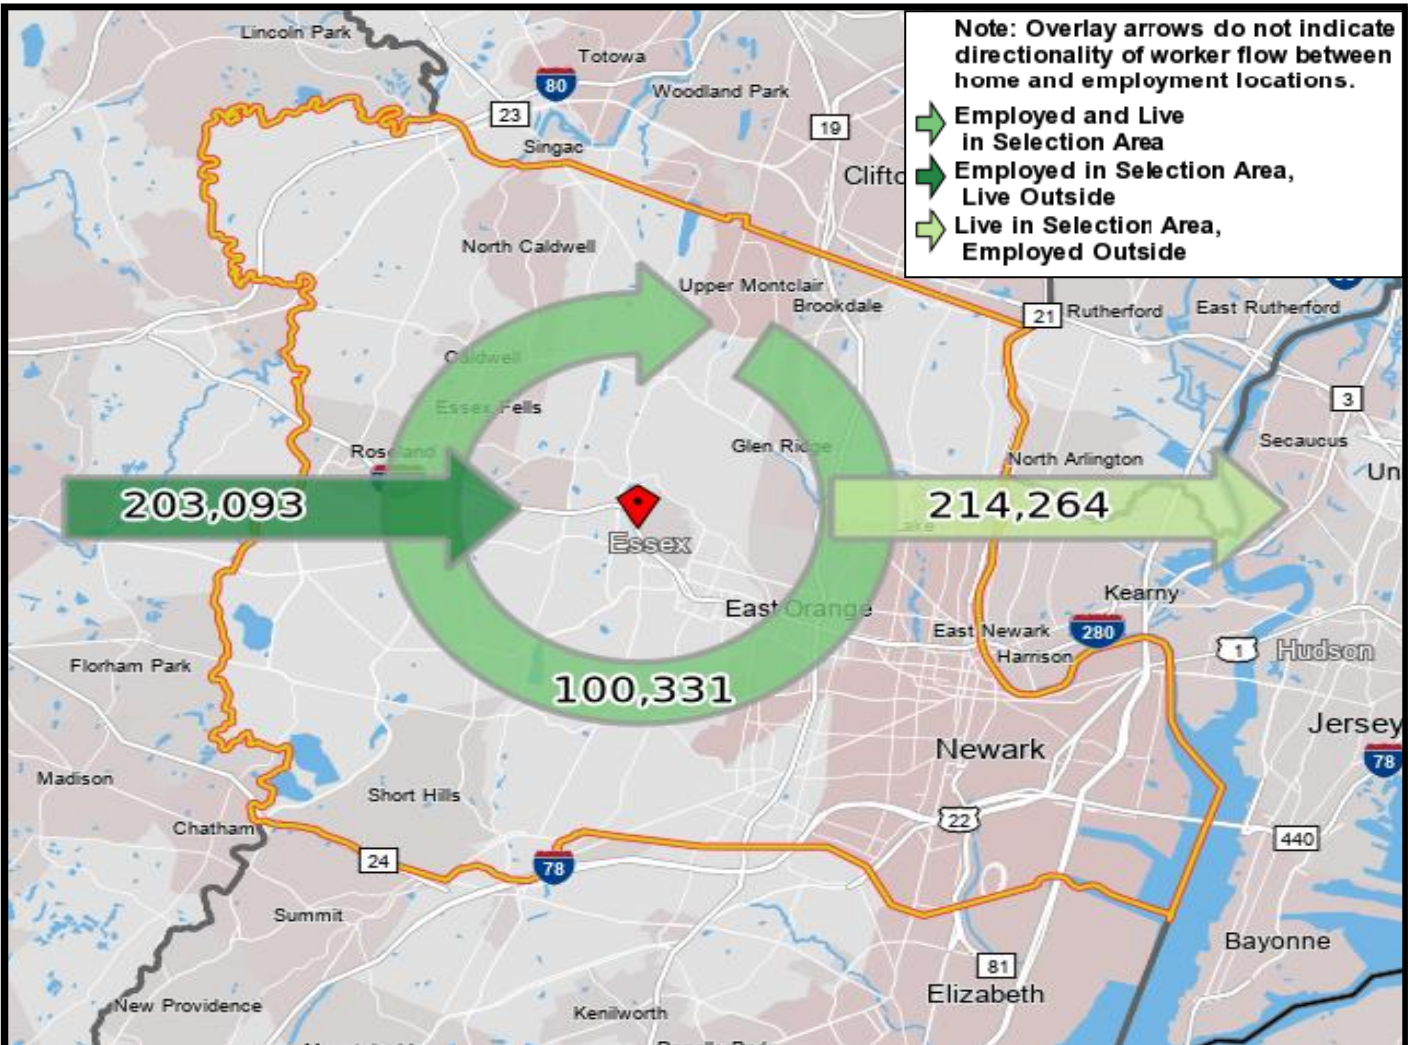 Note: Overlay arrows do not indicate
directionality of worker flow between
home and employment locations.
Employed and Live
in Selection Area
Employed in Selection Area,
Live Outside
Live in Selection Area,
Employed Outside
Lincoln Park
Totowa
80
Woodland Park
23
19
Singac
Clifto
North Caldwell
Upper Montclair
Brookdale
21
Rutherford
East Rutherford
Caldwell
3
Essex Fells
Secaucus
Glen Ridge
Roseland
North Arlington
Un
203,093
214,264
Essex
Kearny
East Orange
East Newark
280
Harrison
1
Hudson
Florham Park
100,331
Jersey
Newark
78
Madison
Short Hills
22
Chatham
440
24
78
Summit
Bayonne
81
Elizabeth
New Providence
Kenilworth